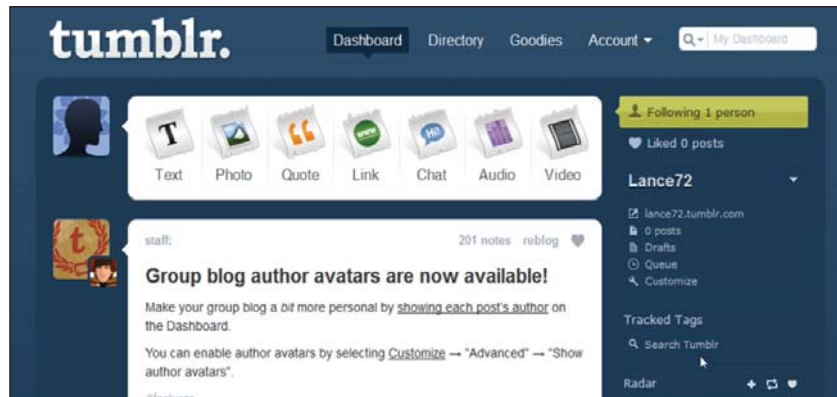 tumblr.
Dashboard Directory Goodies Account My Dashboard
T
www
Hi!
Text Photo Quote Link Chat Audio Video
Following 1 person
Liked 0 posts
Lance72
lance72.tumblr.com
0 posts
Drafts
Queue
Customize
Tracked Tags
Search Tumblr
Radar
t
staff: 201 notes reblog
Group blog author avatars are now available!
Make your group blog a bit more personal by showing each post's author on
the Dashboard.
You can enable author avatars by selecting Customize → "Advanced" → "Show
author avatars".